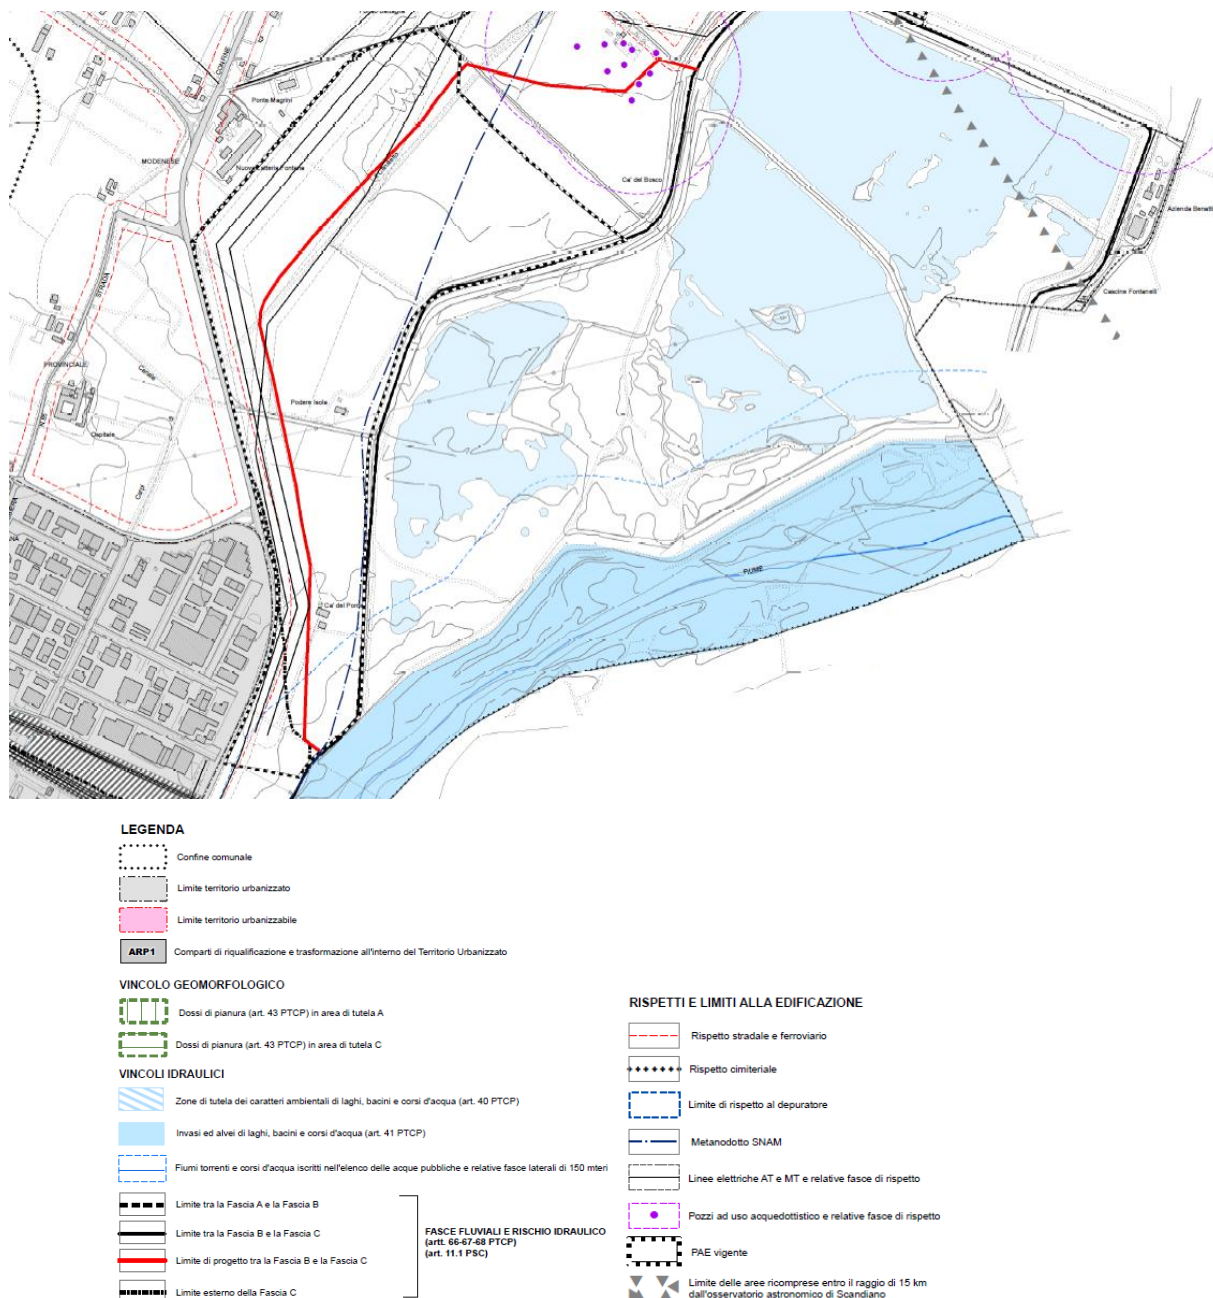 CONFINE
Ponte Magrini
MODENESE
Nuove Latterie Fontana
Ca' del Bosco
Azienda Benatti
STRADA
Cascine Fontanelli
PROVINCIALE
Canale
Podere Isola
Ospitale
Carpi
FIUME
LEGENDA
Confine comunale
Limite territorio urbanizzato
Limite territorio urbanizzabile
ARP1 Comparti di riqualificazione e trasformazione all'interno del Territorio Urbanizzato
VINCOLO GEOMORFOLOGICO
Dossi di pianura (art. 43 PTCP) in area di tutela A
Dossi di pianura (art. 43 PTCP) in area di tutela C
VINCOLI IDRAULICI
Zone di tutela dei caratteri ambientali di laghi, bacini e corsi d'acqua (art. 40 PTCP)
Invasi ed alvei di laghi, bacini e corsi d'acqua (art. 41 PTCP)
Fiumi torrenti e corsi d'acqua iscritti nell'elenco delle acque pubbliche e relative fasce laterali di 150 mteri
Limite tra la Fascia A e la Fascia B
Limite tra la Fascia B e la Fascia C
Limite di progetto tra la Fascia B e la Fascia C
Limite esterno della Fascia C
FASCE FLUVIALI E RISCHIO IDRAULICO
(artt. 66-67-68 PTCP)
(art. 11.1 PSC)
RISPETTI E LIMITI ALLA EDIFICAZIONE
Rispetto stradale e ferroviario
Rispetto cimiteriale
Limite di rispetto al depuratore
Metanodotto SNAM
Linee elettriche AT e MT e relative fasce di rispetto
Pozzi ad uso acquedottistico e relative fasce di rispetto
PAE vigente
Limite delle aree ricomprese entro il raggio di 15 km
dall'osservatorio astronomico di Scandiano